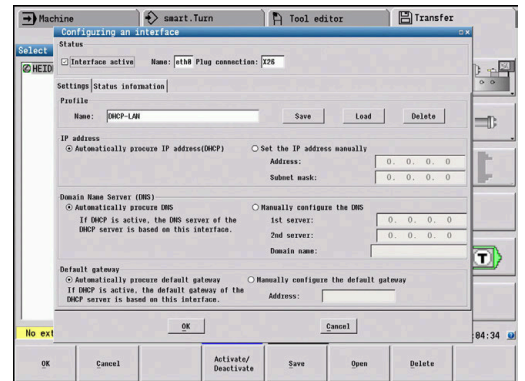 Machine
smart.Turn
Tool editor
Transfer
Configuring an interface
Select
HEIDE
Status
Interface active
Name: eth0 Plug connection: X26
Settings Status information
Profile
Name: DHCP-LAN
Save
Load
Delete
IP address
Automatically procure IP address(DHCP)
Set the IP address manually
Address: 0. 0. 0. 0
Subnet mask: 0. 0. 0. 0
Domain Name Server (DNS)
Automatically procure DNS
Manually configure the DNS
If DHCP is active, the DNS server of the
DHCP server is based on this interface.
1st server: 0. 0. 0. 0
2nd server: 0. 0. 0. 0
Domain name:
Default gateway
Automatically procure default gateway
Manually configure the default gateway
If DHCP is active, the default gateway of the
DHCP server is based on this interface.
Address:
OK
Cancel
T
No ext
04:34
OK
Cancel
Activate/
Deactivate
Save
Open
Delete